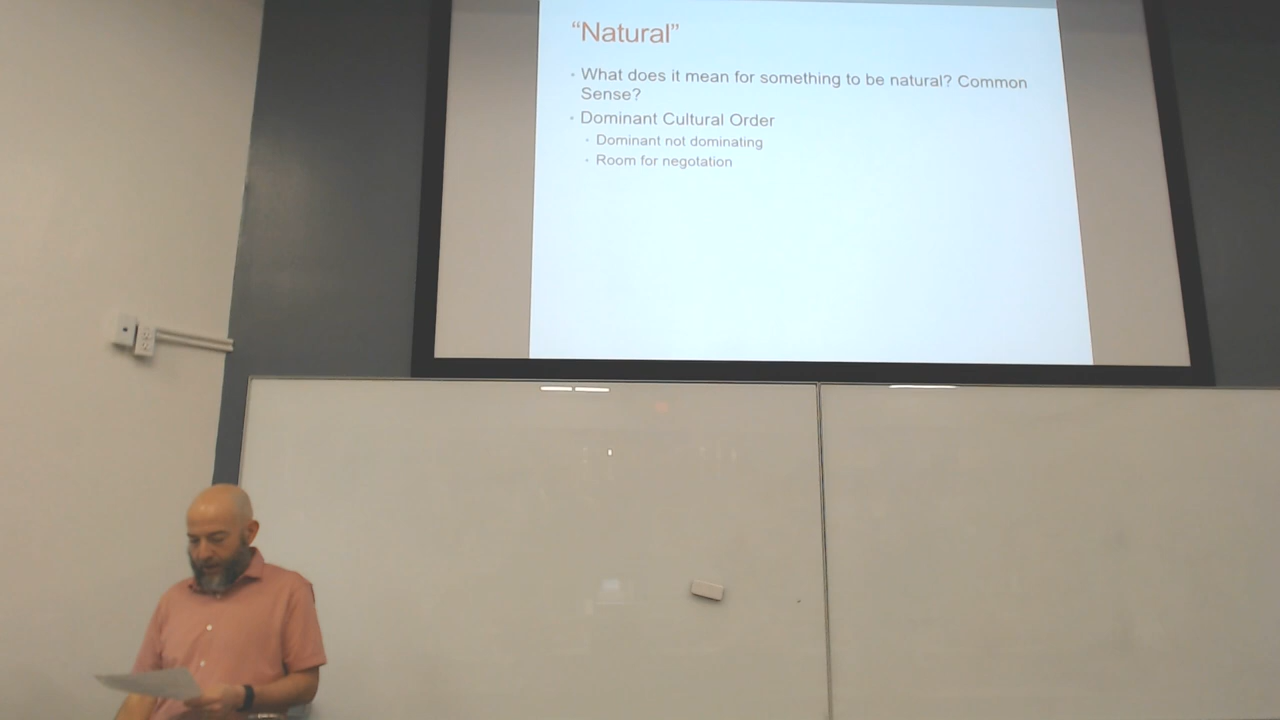 “Natural”
• What does it mean for something to be natural? Common
Sense?
• Dominant Cultural Order
• Dominant not dominating
• Room for negotation